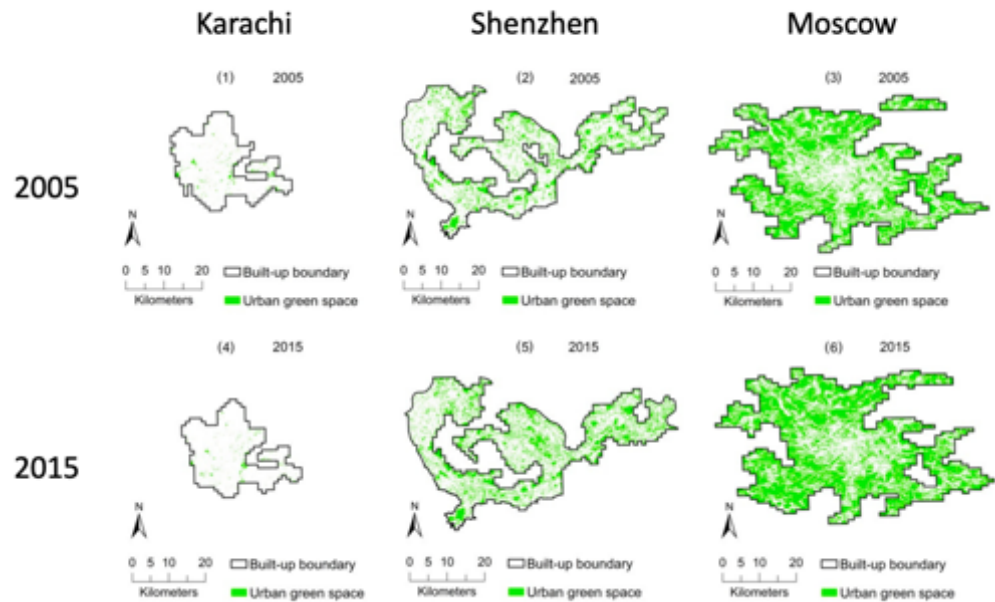 Karachi Shenzhen Moscow
(1) 2005 (2) 2005 (3) 2005
2005
N N N
0 5 10 20 Built-up boundary 0 5 10 20 Built-up boundary 0 5 10 20 Built-up boundary
Kilometers Urban green space Kilometers Urban green space Kilometers Urban green space
(4) 2015 (5) 2015 (6) 2015
2015
N N N
0 5 10 20 Built-up boundary 0 5 10 20 Built-up boundary 0 5 10 20 Built-up boundary
Kilometers Urban green space Kilometers Urban green space Kilometers Urban green space